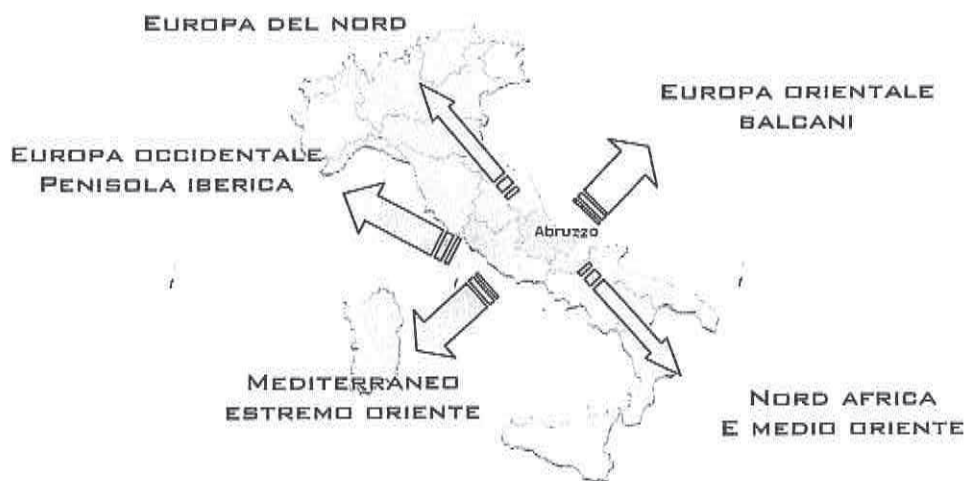 EUROPA DEL NORD
EUROPA ORIENTALE
BALCANI
EUROPA OCCIDENTALE
PENISOLA IBERICA
Abruzzo
MEDITERRANEO
ESTREMO ORIENTE
NORD AFRICA
E MEDIO ORIENTE